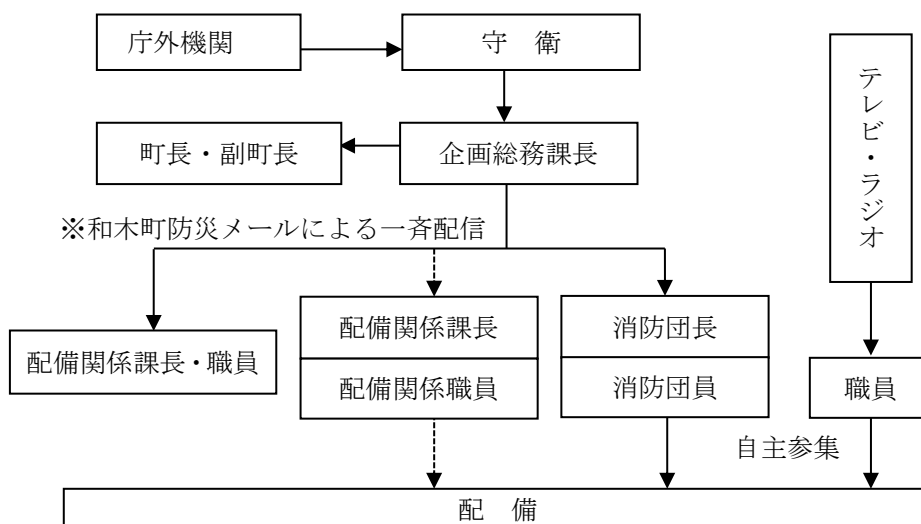 庁外機関
守　衛
テレビ・ラジオ
町長・副町長
企画総務課長
※和木町防災メールによる一斉配信
配備関係課長
消防団長
配備関係課長・職員
配備関係職員
消防団員
職員
自主参集
配　備